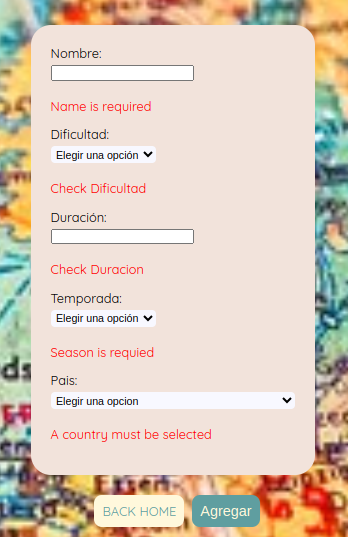 Nombre:
Name is required
Dificultad:
Elegir una opción
Check Dificultad
Duración:
Check Duracion
Temporada:
Elegir una opción
Season is requied
Pais:
Elegir una opcion
A country must be selected
BACK HOME
Agregar